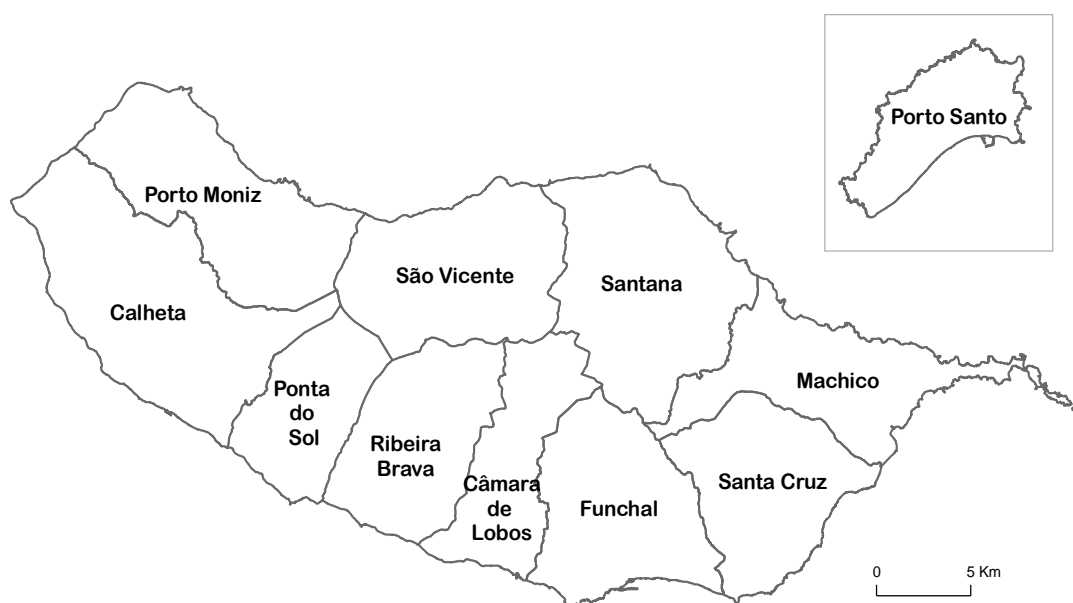 Porto Santo
Porto Moniz
São Vicente
Santana
Calheta
Machico
Ponta
do
Sol
Ribeira
Brava
Câmara
de
Lobos
Funchal
Santa Cruz
0 5 Km